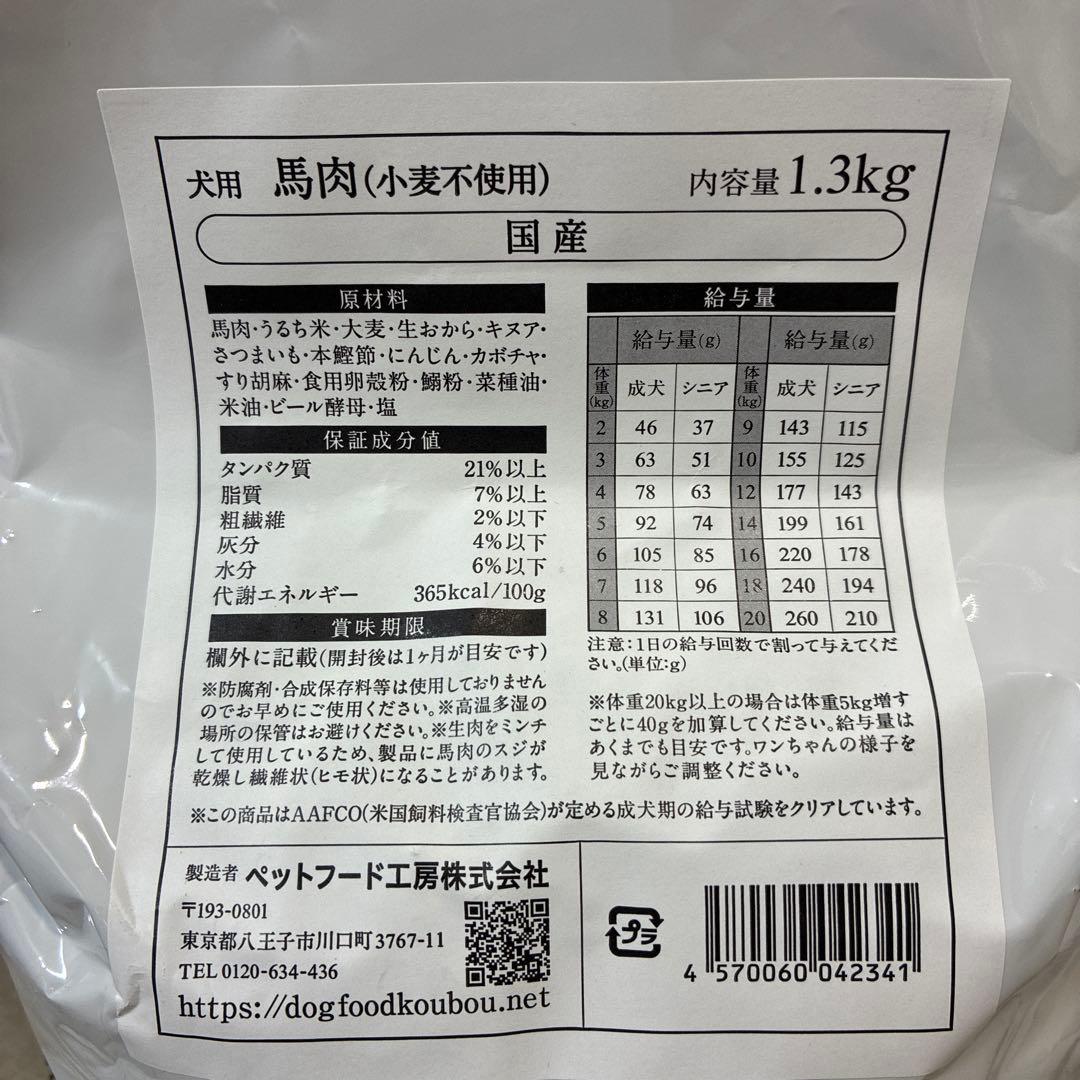 犬用 馬肉(小麦不使用) 内容量 1.3kg
国産
原材料
馬肉・うるち米・大麦・生おから・キヌア・
さつまいも・本鰹節・にんじん・カボチャ・
すり胡麻・食用卵殻粉・鰯粉・菜種油・
米油・ビール酵母・塩
保証成分値
タンパク質 21%以上
脂質 7%以上
粗繊維 2%以下
灰分 4%以下
水分 6%以下
代謝エネルギー 365kcal/100g
賞味期限
欄外に記載(開封後は1ヶ月が目安です)
※防腐剤・合成保存料等は使用しておりません
のでお早めにご使用ください。※高温多湿の
場所の保管はお避けください。※生肉をミンチ
して使用しているため、製品に馬肉のスジが
乾燥し繊維状(ヒモ状)になることがあります。
給与量
体重(kg) 給与量(g) 体重(kg) 給与量(g)
成犬 シニア 成犬 シニア
2 46 37 9 143 115
3 63 51 10 155 125
4 78 63 12 177 143
5 92 74 14 199 161
6 105 85 16 220 178
7 118 96 18 240 194
8 131 106 20 260 210
注意:1日の給与回数で割って与えてくだ
さい。(単位:g)
※体重20kg以上の場合は体重5kg増す
ごとに40gを加算してください。給与量は
あくまでも目安です。ワンちゃんの様子を
見ながらご調整ください。
※この商品はAAFCO(米国飼料検査官協会)が定める成犬期の給与試験をクリアしています。
製造者 ペットフード工房株式会社
〒193-0801
東京都八王子市川口町3767-11
TEL 0120-634-436
https://dogfoodkoubou.net
プラ
4 570060 042341